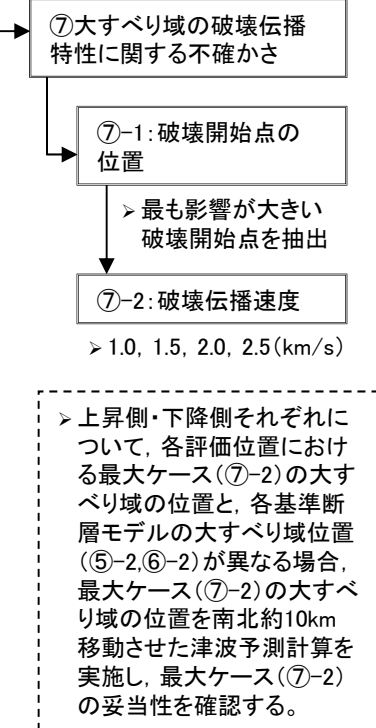 ⑦大すべり域の破壊伝播
特性に関する不確かさ
⑦-1:破壊開始点の
位置
➢ 最も影響が大きい
破壊開始点を抽出
⑦-2:破壊伝播速度
➢ 1.0, 1.5, 2.0, 2.5(km/s)
➢ 上昇側・下降側それぞれに
ついて, 各評価位置におけ
る最大ケース(⑦-2)の大す
べり域の位置と, 各基準断
層モデルの大すべり域位置
(⑤-2,⑥-2)が異なる場合,
最大ケース(⑦-2)の大すべ
り域の位置を南北約10km
移動させた津波予測計算を
実施し, 最大ケース(⑦-2)
の妥当性を確認する。